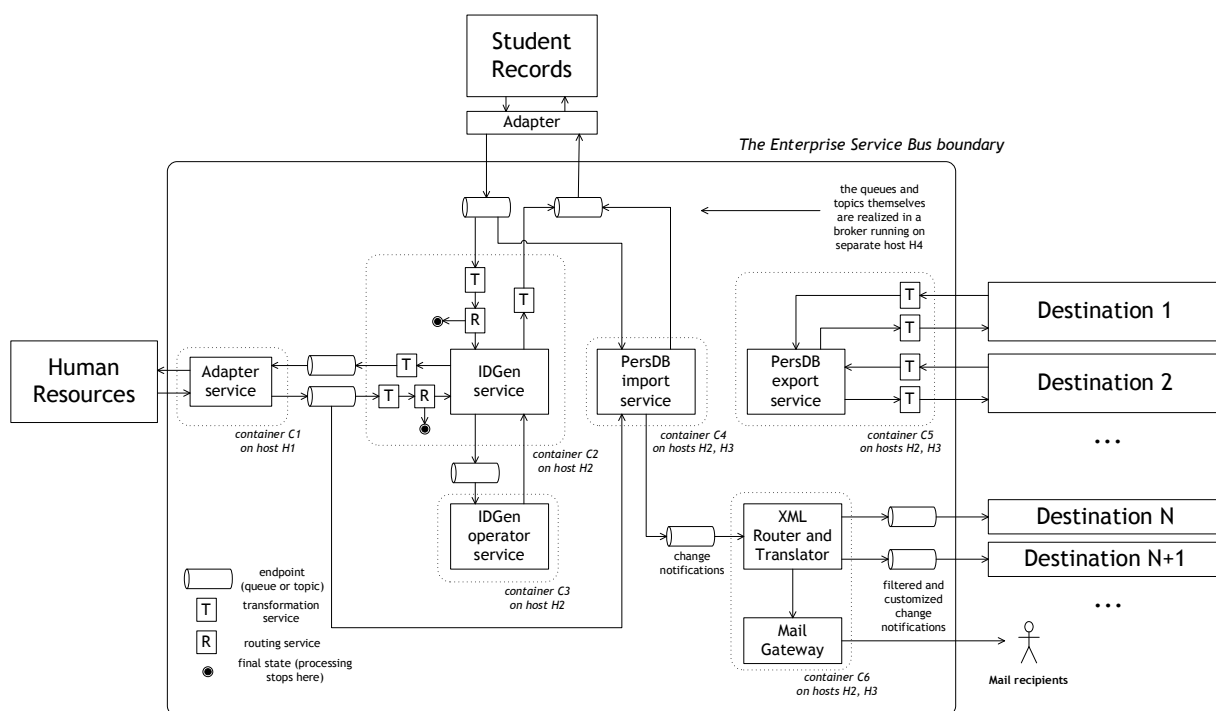 Student
Records
Adapter
The Enterprise Service Bus boundary
the queues and
topics themselves
are realized in a
broker running on
separate host H4
T
T
R
T
T
T
T
T
Destination 1
Destination 2
...
Human
Resources
Adapter
service
container C1
on host H1
T
T
R
IDGen
service
container C2
on host H2
PersDB
import
service
container C4
on hosts H2, H3
PersDB
export
service
container C5
on hosts H2, H3
IDGen
operator
service
container C3
on host H2
change
notifications
XML
Router and
Translator
Mail
Gateway
container C6
on hosts H2, H3
filtered and
customized
change
notifications
Destination N
Destination N+1
...
Mail recipients
endpoint
(queue or topic)
T
transformation
service
R
routing service
final state (processing
stops here)